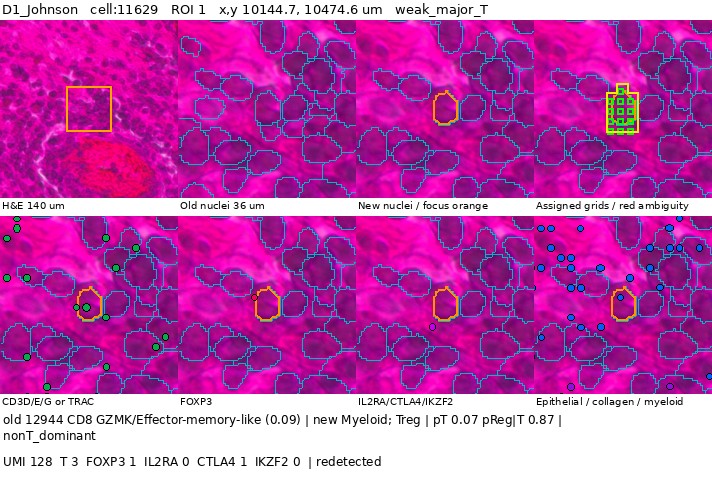 D1_Johnson   cell:11629   ROI 1   x,y 10144.7, 10474.6 um   weak_major_T
H&E 140 um
Old nuclei 36 um
New nuclei / focus orange
Assigned grids / red ambiguity
CD3D/E/G or TRAC
FOXP3
IL2RA/CTLA4/IKZF2
Epithelial / collagen / myeloid
old 12944 CD8 GZMK/Effector-memory-like (0.09) | new Myeloid; Treg | pT 0.07 pReg|T 0.87 |
nonT_dominant
UMI 128  T 3  FOXP3 1  IL2RA 0  CTLA4 1  IKZF2 0  | redetected